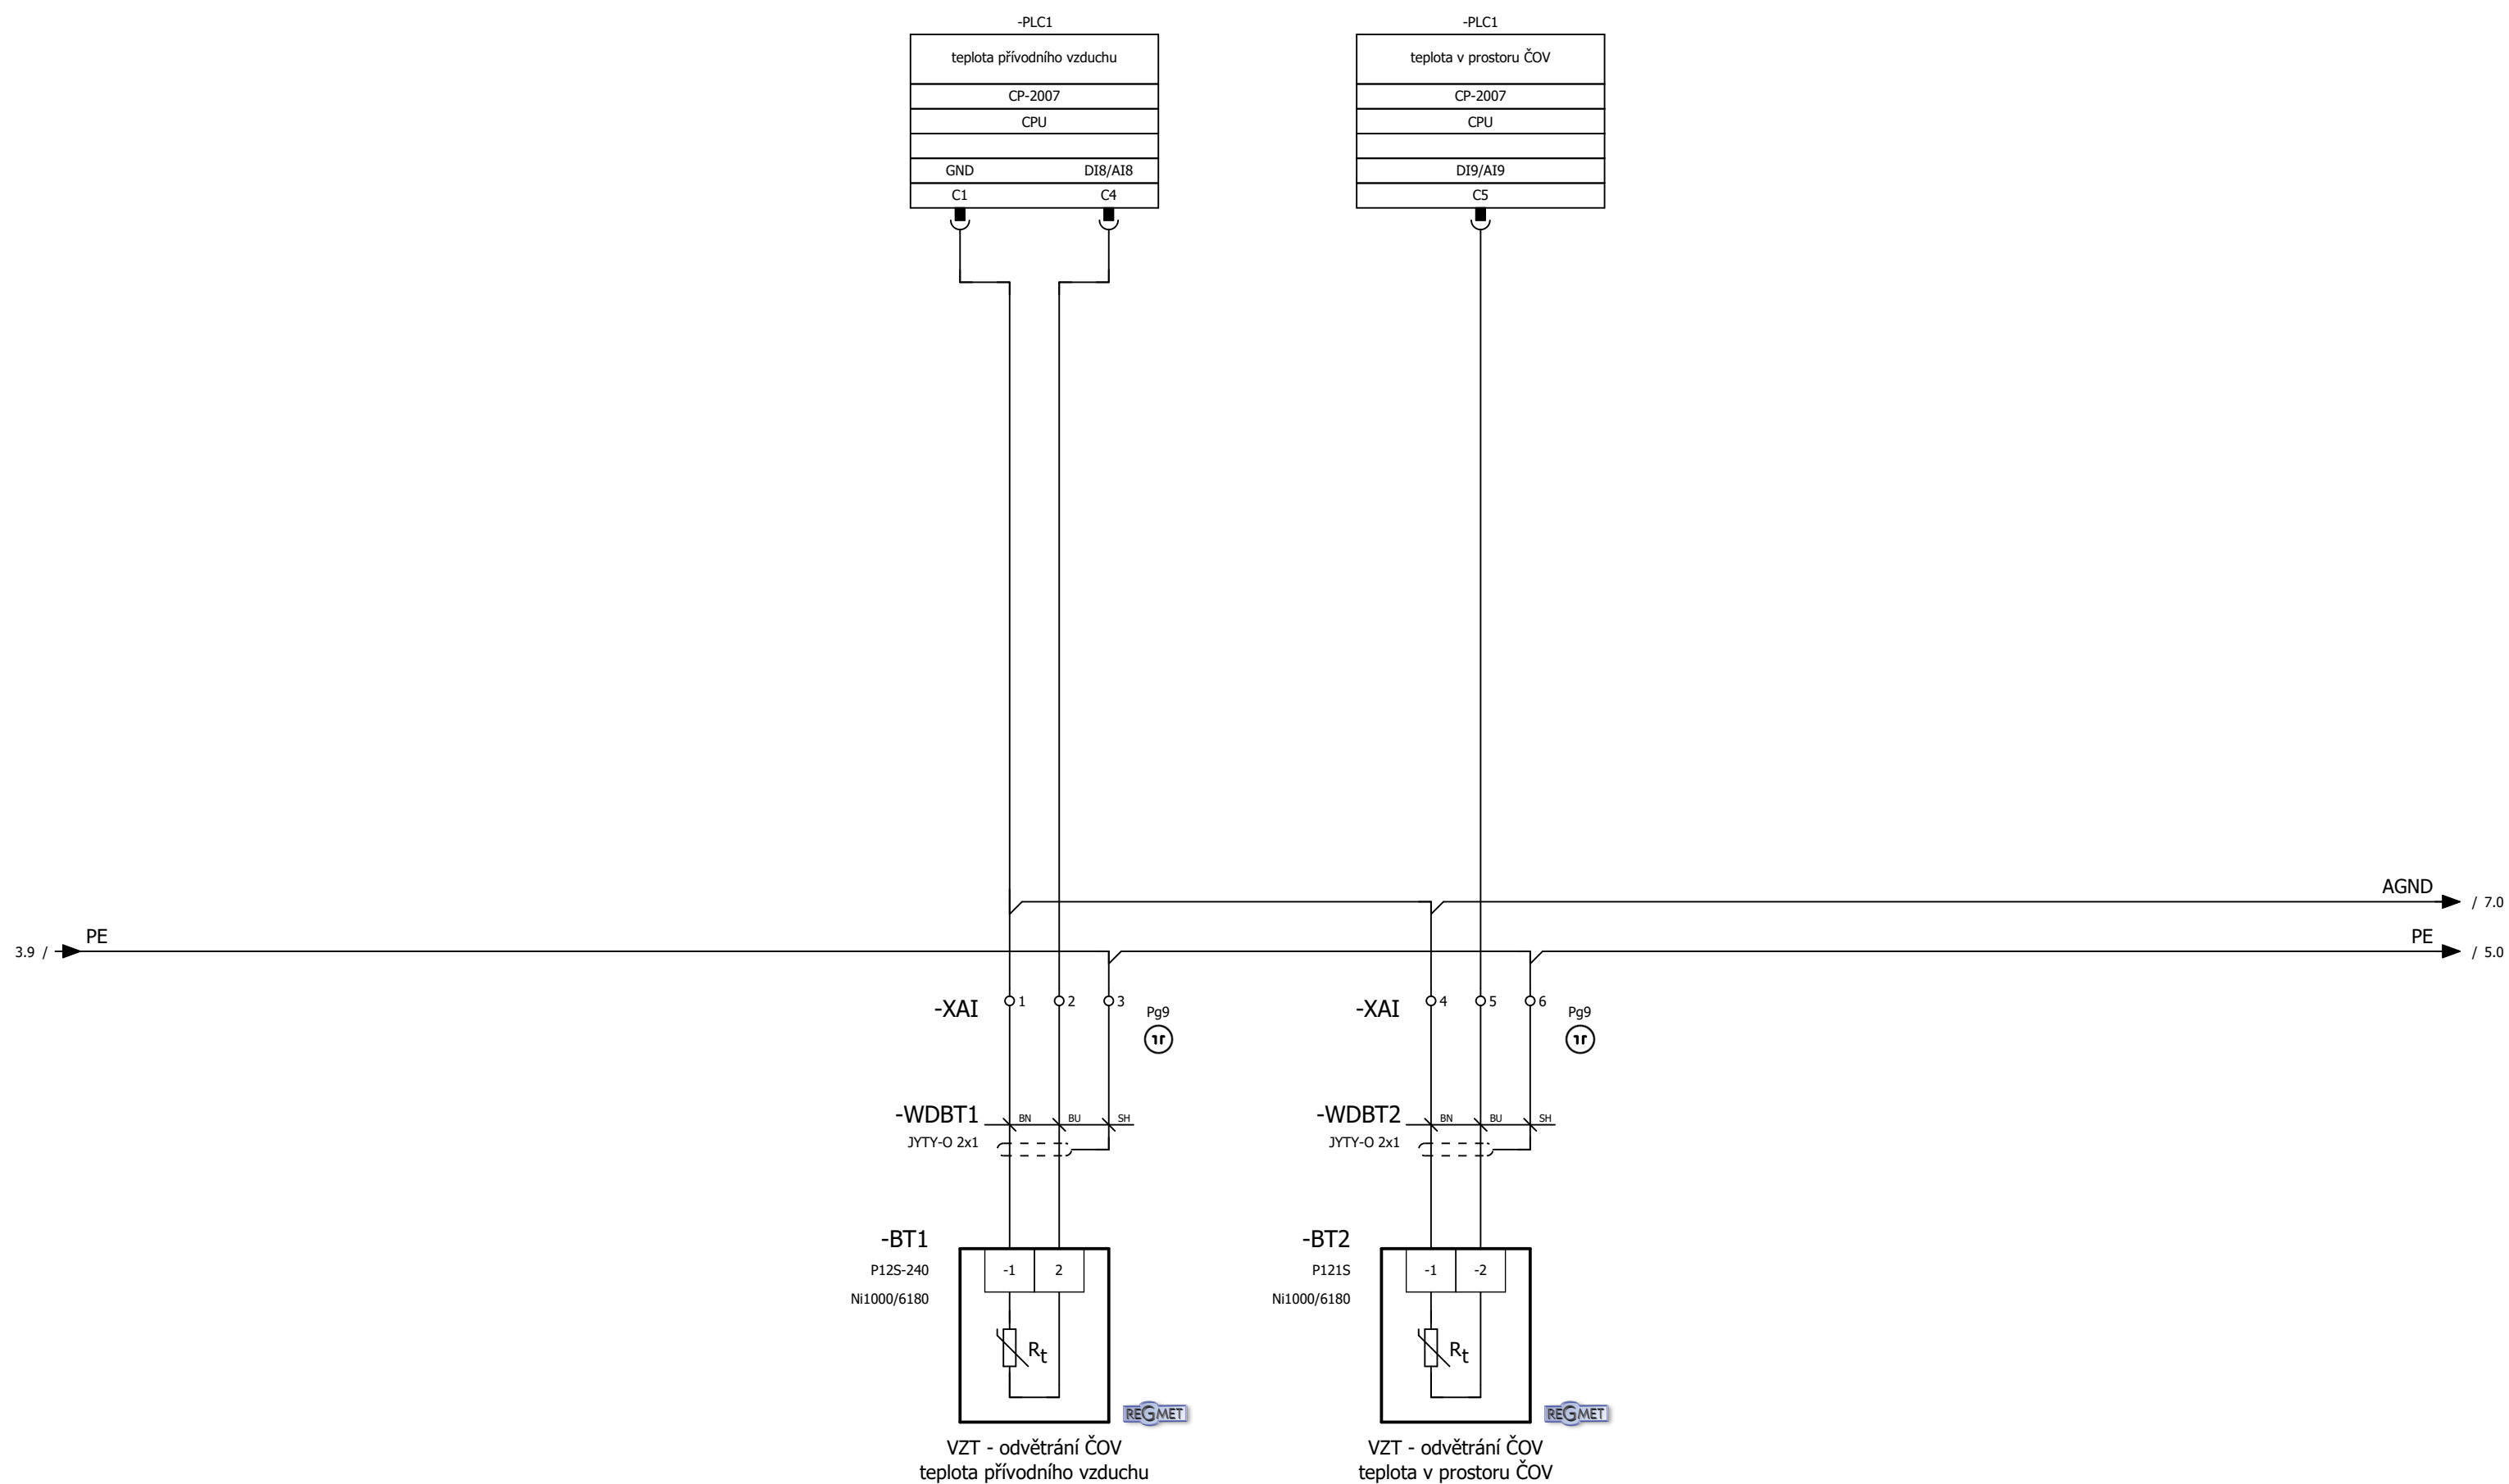 -PLC1
teplota přívodního vzduchu
CP-2007
CPU
GND DI8/AI8
C1 C4
-PLC1
teplota v prostoru ČOV
CP-2007
CPU
DI9/AI9
C5
AGND
/ 7.0
3.9 /
PE
PE
/ 5.0
-XAI
1
2
3
Pg9
-XAI
4
5
6
Pg9
-WDBT1
BN
BU
SH
JYTY-O 2x1
-WDBT2
BN
BU
SH
JYTY-O 2x1
-BT1
P12S-240
Ni1000/6180
-1
2
Rt
REGMET
VZT - odvětrání ČOV
teplota přívodního vzduchu
-BT2
P121S
Ni1000/6180
-1
-2
Rt
REGMET
VZT - odvětrání ČOV
teplota v prostoru ČOV